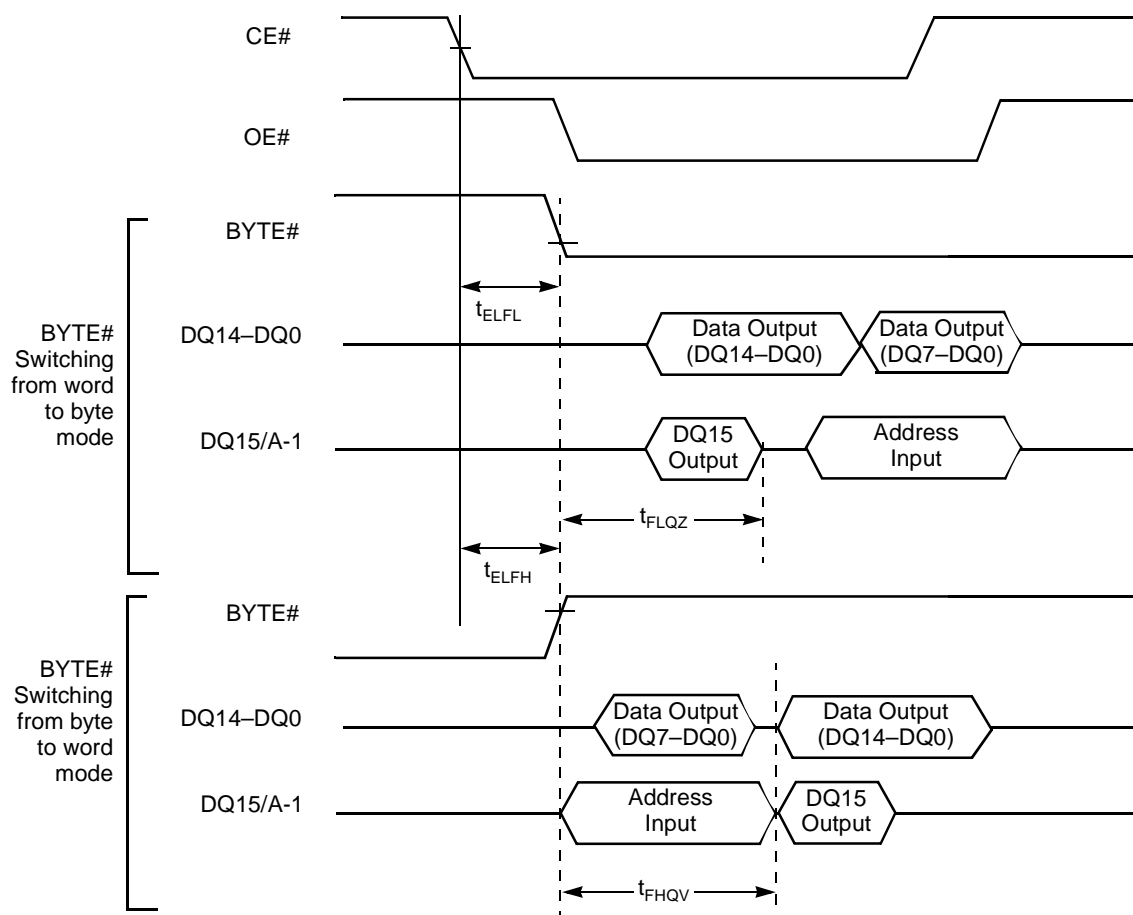 CE#
OE#
BYTE#
tELFL
BYTE#
Switching
from word
to byte
mode
DQ14–DQ0
Data Output
(DQ14–DQ0)
Data Output
(DQ7–DQ0)
DQ15/A-1
DQ15
Output
Address
Input
tFLQZ
tELFH
BYTE#
BYTE#
Switching
from byte
to word
mode
DQ14–DQ0
Data Output
(DQ7–DQ0)
Data Output
(DQ14–DQ0)
DQ15/A-1
Address
Input
DQ15
Output
tFHQV